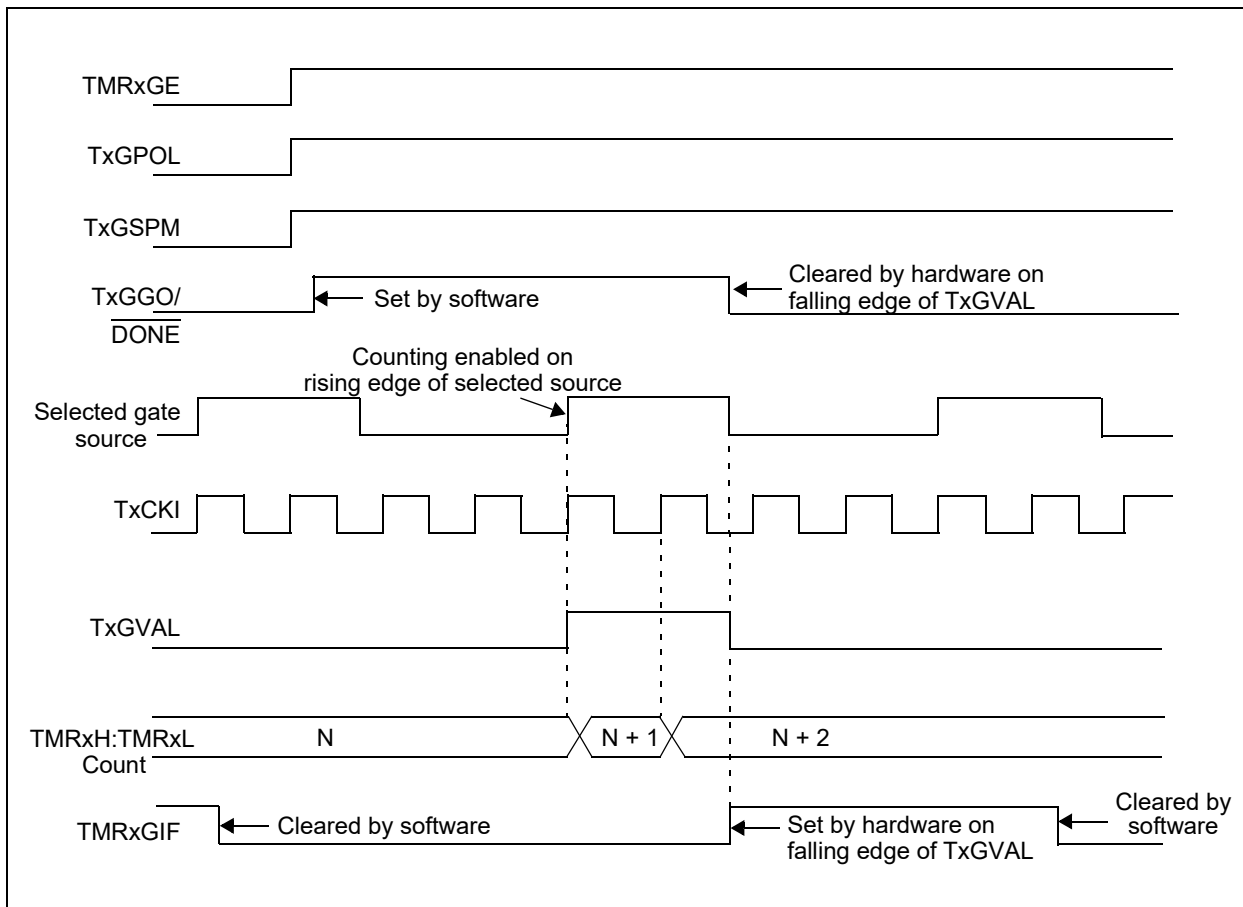 TMRxGE
TxGPOL
TxGSPM
TxGGO/
DONE
Set by software
Cleared by hardware on
falling edge of TxGVAL
Counting enabled on
rising edge of selected source
Selected gate
source
TxCKI
TxGVAL
TMRxH:TMRxL
Count
N
N + 1
N + 2
TMRxGIF
Cleared by software
Set by hardware on
falling edge of TxGVAL
Cleared by
software